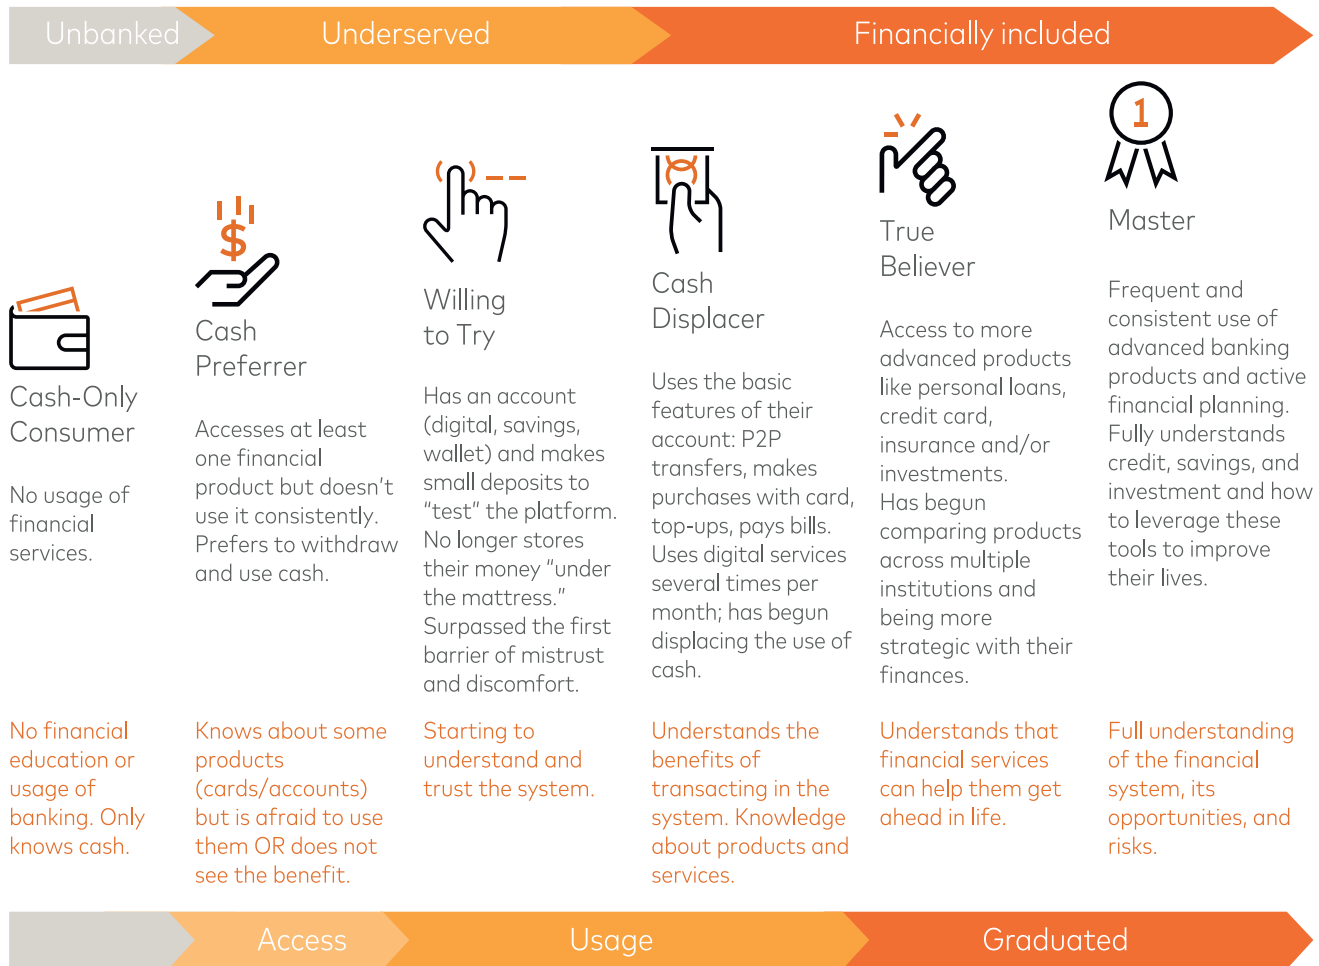 Unbanked
Underserved
Financially included
Cash-Only
Consumer
No usage of
financial
services.
No financial
education or
usage of
banking. Only
knows cash.
$
Cash
Preferrer
Accesses at least
one financial
product but doesn’t
use it consistently.
Prefers to withdraw
and use cash.
Knows about some
products
(cards/accounts)
but is afraid to use
them OR does not
see the benefit.
Willing
to Try
Has an account
(digital, savings,
wallet) and makes
small deposits to
“test” the platform.
No longer stores
their money “under
the mattress.”
Surpassed the first
barrier of mistrust
and discomfort.
Starting to
understand and
trust the system.
Cash
Displacer
Uses the basic
features of their
account: P2P
transfers, makes
purchases with card,
top-ups, pays bills.
Uses digital services
several times per
month; has begun
displacing the use of
cash.
Understands the
benefits of
transacting in the
system. Knowledge
about products and
services.
True
Believer
Access to more
advanced products
like personal loans,
credit card,
insurance and/or
investments.
Has begun
comparing products
across multiple
institutions and
being more
strategic with their
finances.
Understands that
financial services
can help them get
ahead in life.
1
Master
Frequent and
consistent use of
advanced banking
products and active
financial planning.
Fully understands
credit, savings, and
investment and how
to leverage these
tools to improve
their lives.
Full understanding
of the financial
system, its
opportunities, and
risks.
Access
Usage
Graduated